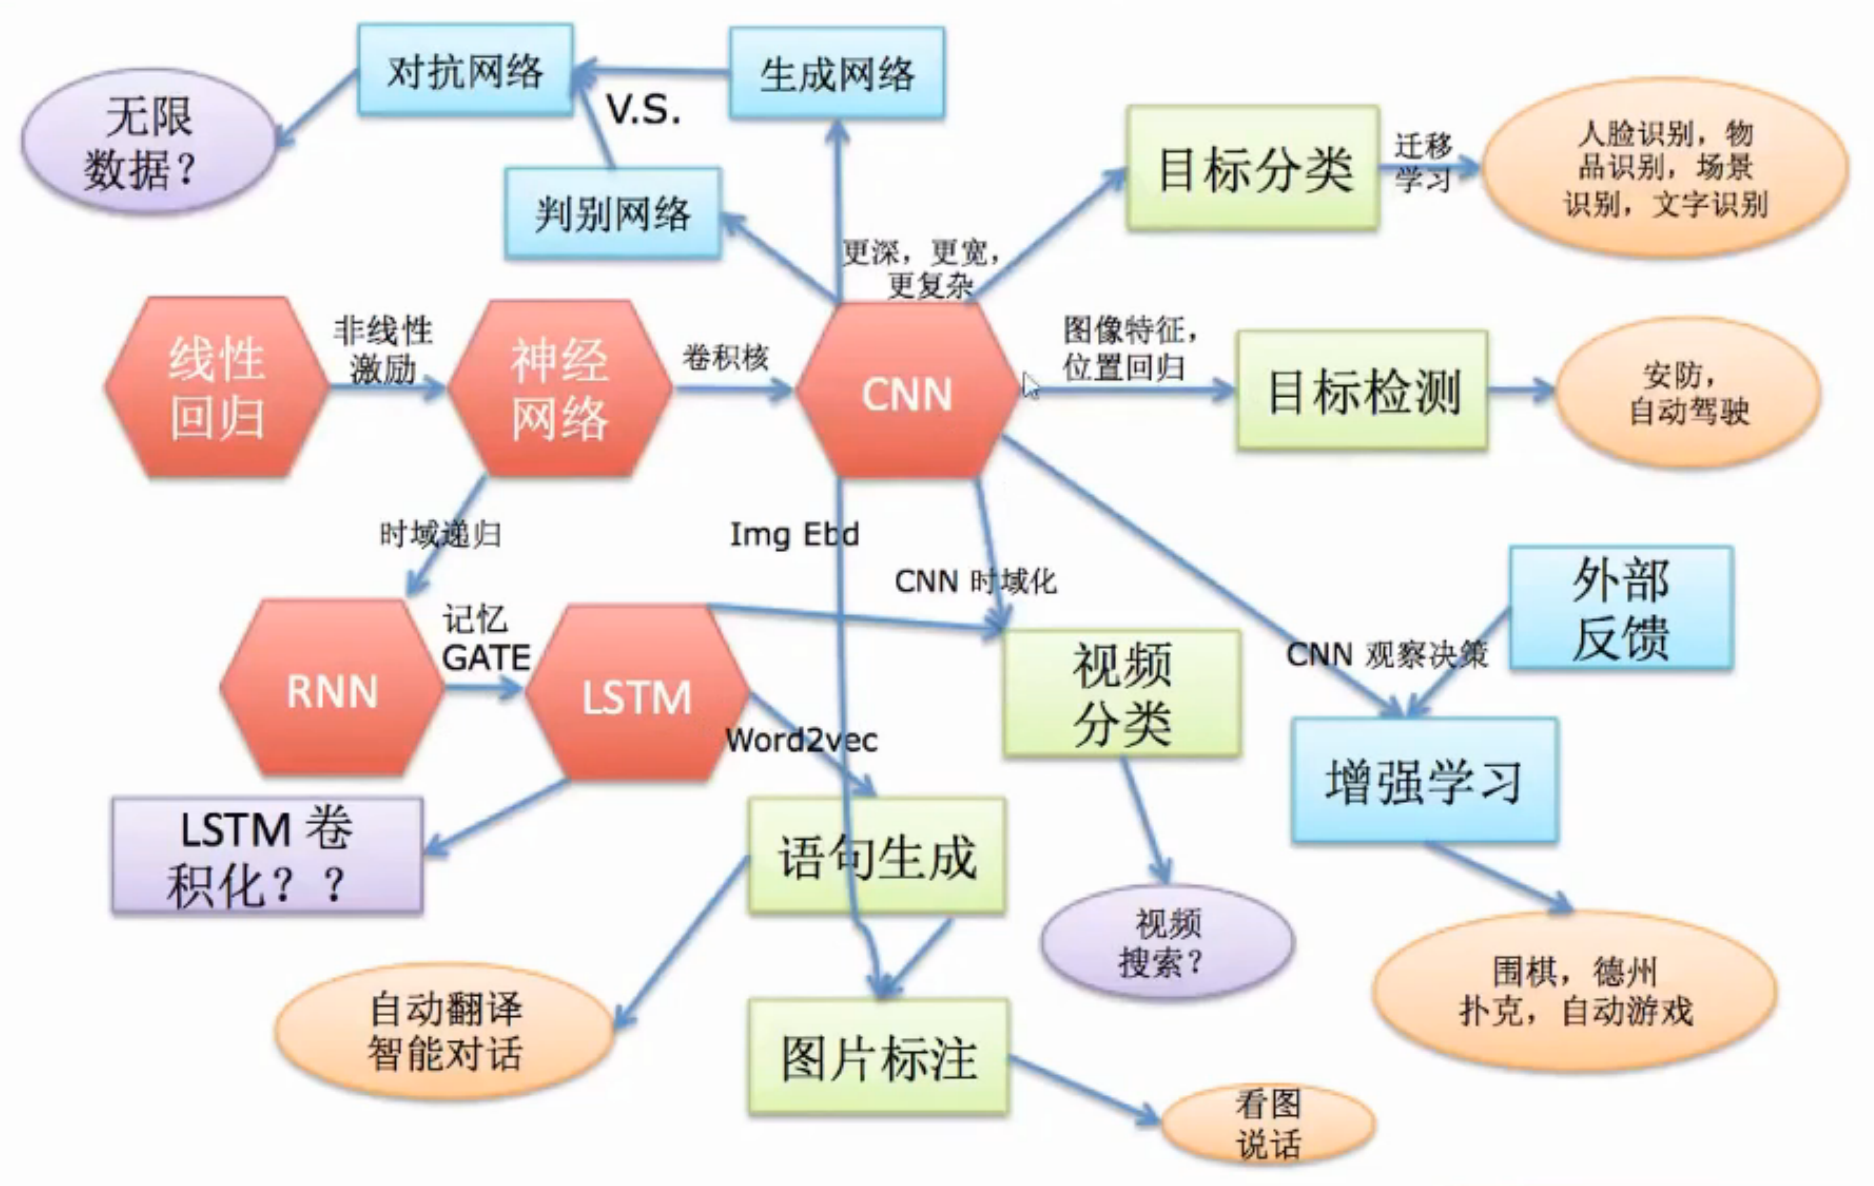 对抗网络
生成网络
V.S.
无限
数据？
判别网络
目标分类
迁移
学习
人脸识别，物
品识别，场景
识别，文字识别
更深，更宽，
更复杂
线性
回归
非线性
激励
神经
网络
卷积核
CNN
图像特征，
位置回归
目标检测
安防，
自动驾驶
时域递归
Img Ebd
CNN 时域化
外部
反馈
RNN
记忆
GATE
LSTM
视频
分类
CNN 观察决策
Word2vec
增强学习
LSTM 卷
积化？？
语句生成
视频
搜索？
围棋，德州
扑克，自动游戏
自动翻译
智能对话
图片标注
看图
说话